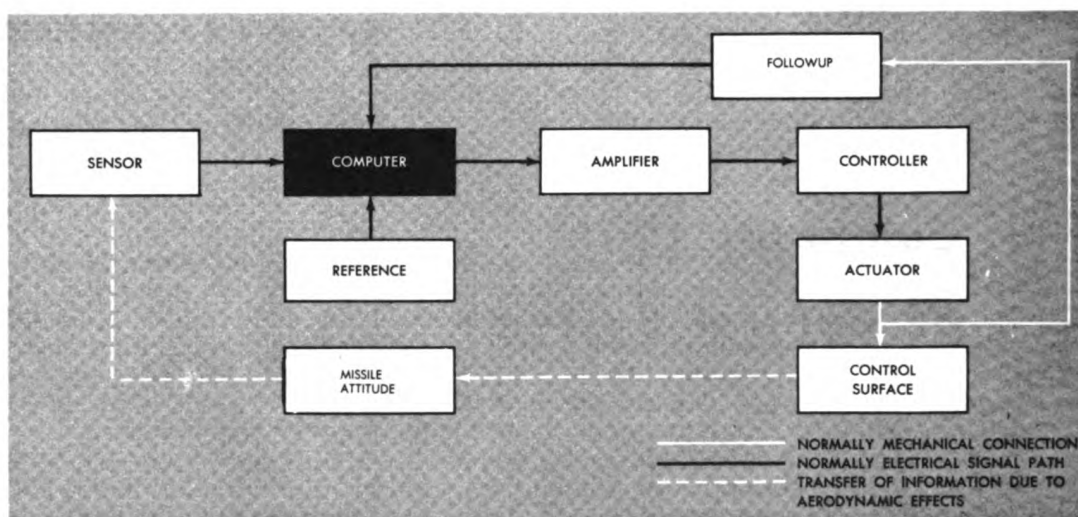 FOLLOWUP
SENSOR
COMPUTER
AMPLIFIER
CONTROLLER
REFERENCE
ACTUATOR
MISSILE
ATTITUDE
CONTROL
SURFACE
NORMALLY MECHANICAL CONNECTION
NORMALLY ELECTRICAL SIGNAL PATH
TRANSFER OF INFORMATION DUE TO
AERODYNAMIC EFFECTS